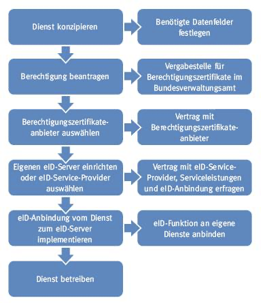 Dienst konzipieren
Benötigte Datenfelder
festlegen
Berechtigung beantragen
Vergabestelle für
Berechtigungszertifikate im
Bundesverwaltungsamt
Berechtigungszertifikate-
anbieter auswählen
Vertrag mit
Berechtigungszertifikate-
anbieter
Eigenen eID-Server einrichten
oder eID-Service-Provider
auswählen
Vertrag mit eID-Service-
Provider, Serviceleistungen
und eID-Anbindung erfragen
eID-Anbindung vom Dienst
zum eID-Server
implementieren
eID-Funktion an eigene
Dienste anbinden
Dienst betreiben